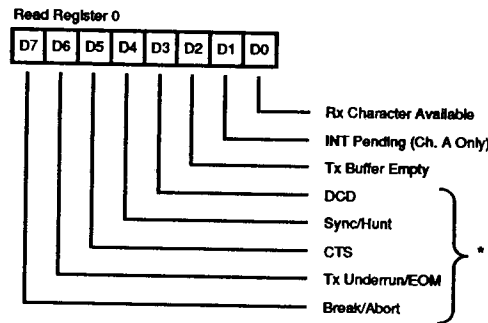 Read Register 0
D7 D6 D5 D4 D3 D2 D1 D0
Rx Character Available
INT Pending (Ch. A Only)
Tx Buffer Empty
DCD
Sync/Hunt
CTS
*
Tx Underrun/EOM
Break/Abort